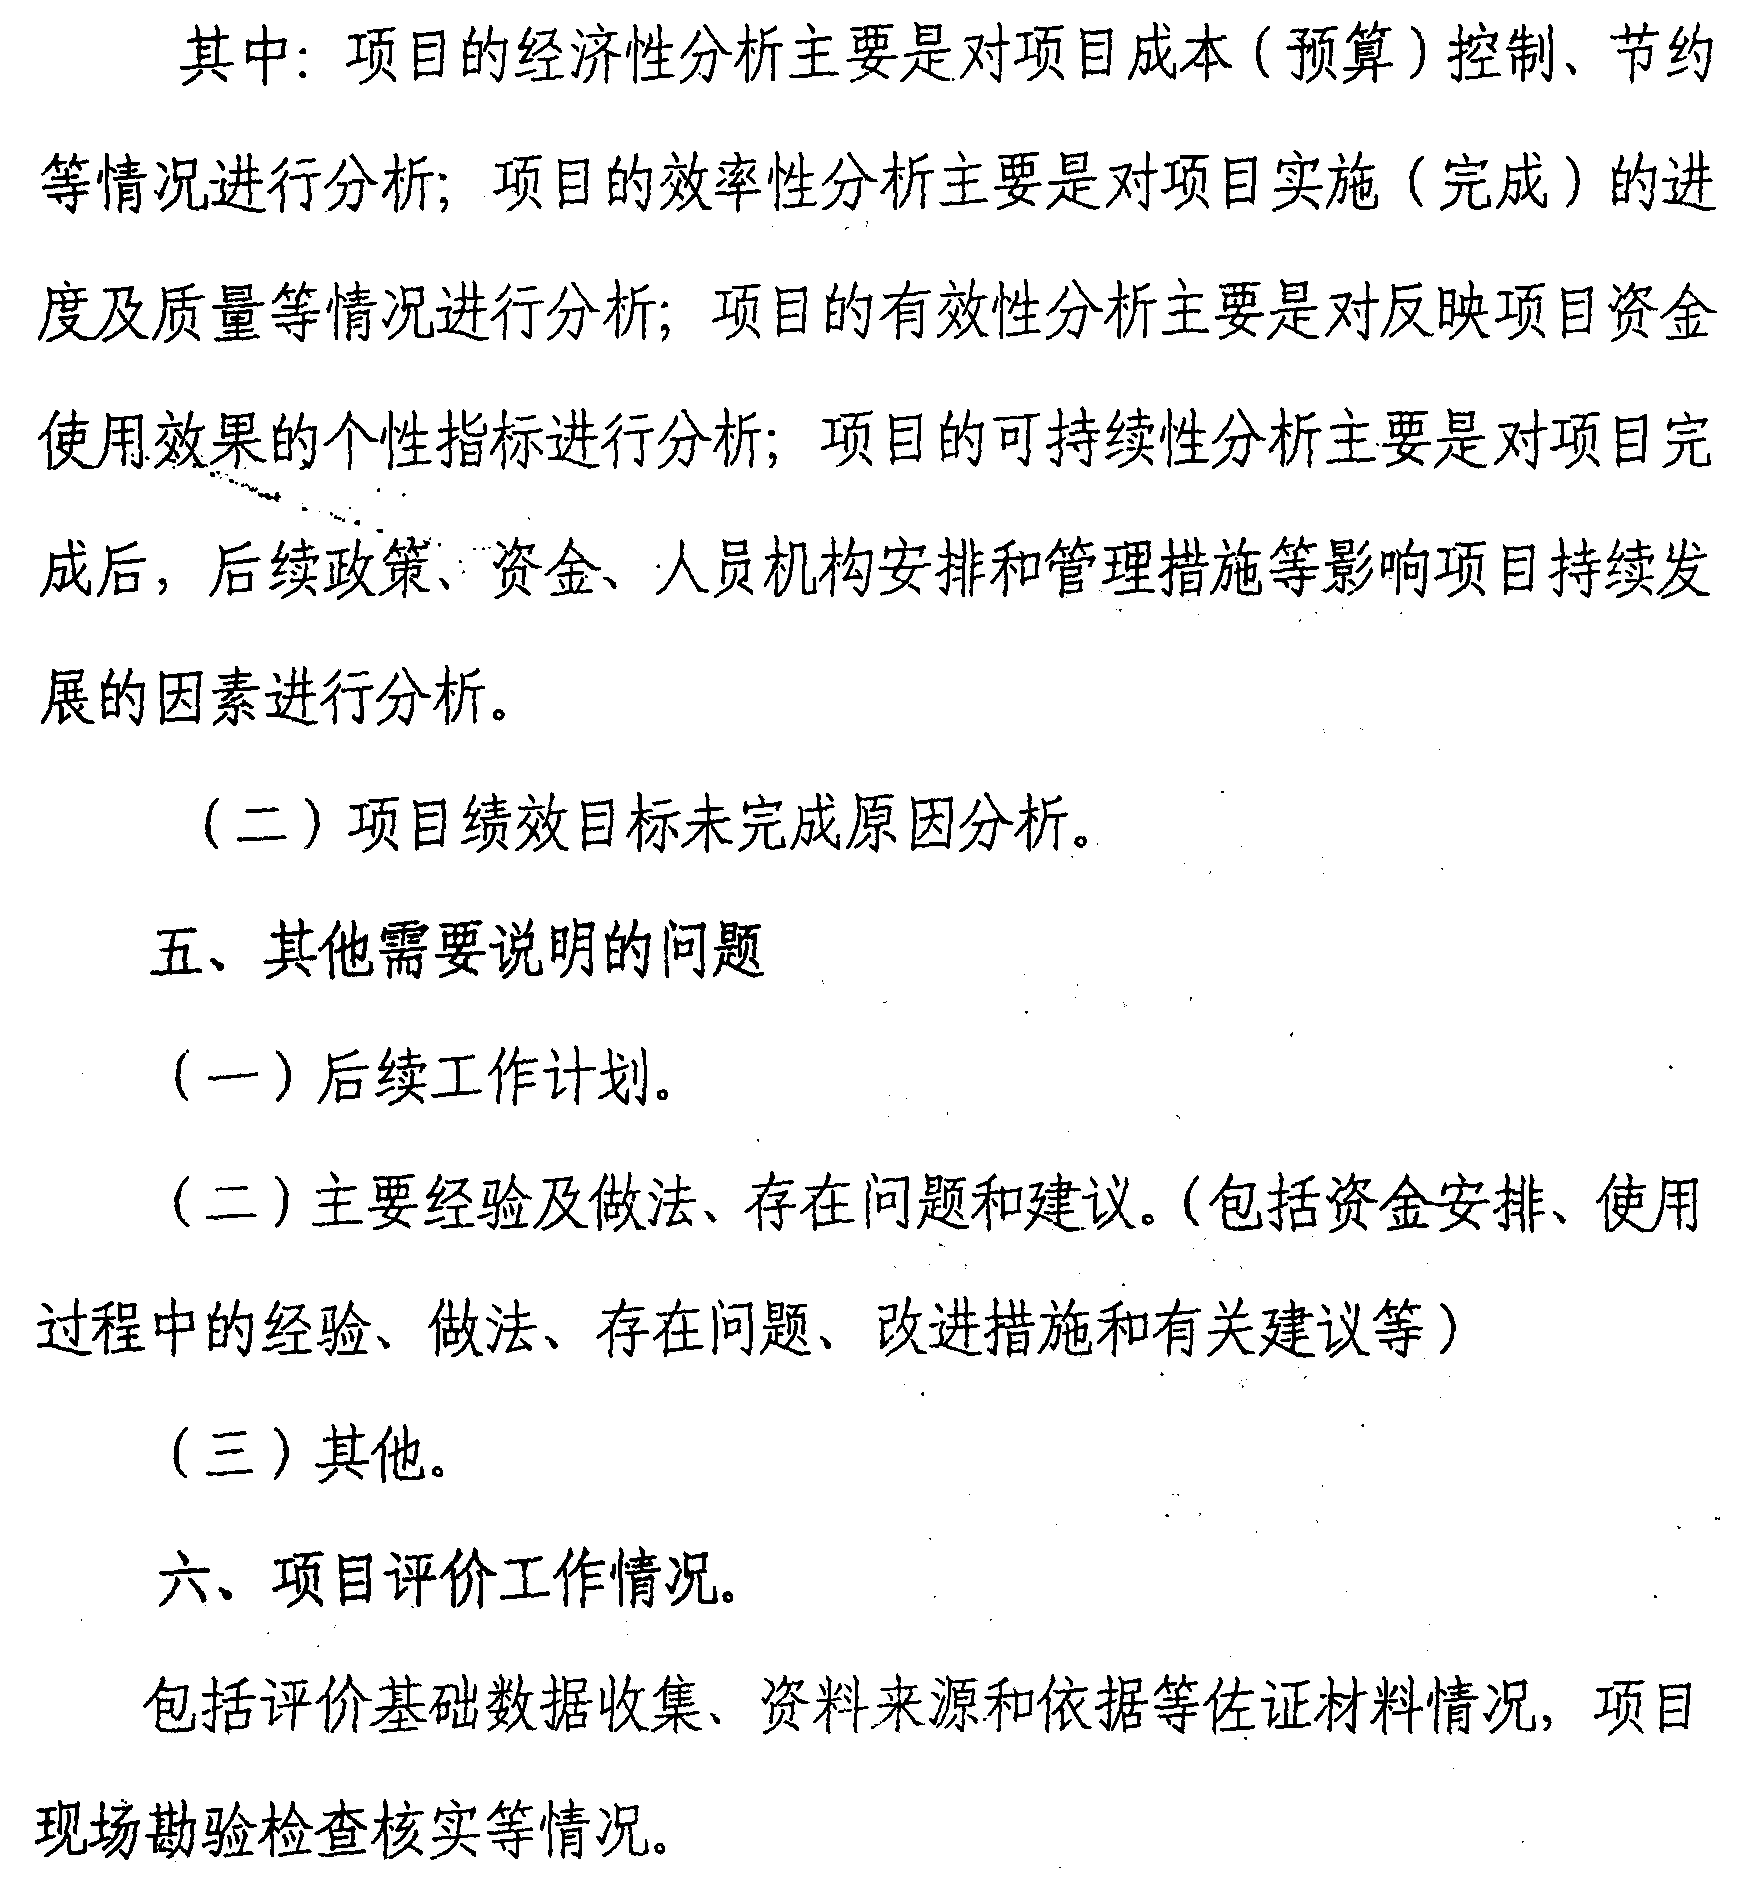 其中：项目的经济性分析主要是对项目成本（预算）控制、节约
等情况进行分析；项目的效率性分析主要是对项目实施（完成）的进
度及质量等情况进行分析；项目的有效性分析主要是对反映项目资金
使用效果的个性指标进行分析；项目的可持续性分析主要是对项目完
成后，后续政策、资金、人员机构安排和管理措施等影响项目持续发
展的因素进行分析。
（二）项目绩效目标未完成原因分析。
五、其他需要说明的问题
（一）后续工作计划。
（二）主要经验及做法、存在问题和建议。（包括资金安排、使用
过程中的经验、做法、存在问题、改进措施和有关建议等）
（三）其他。
六、项目评价工作情况。
包括评价基础数据收集、资料来源和依据等佐证材料情况，项目
现场勘验检查核实等情况。